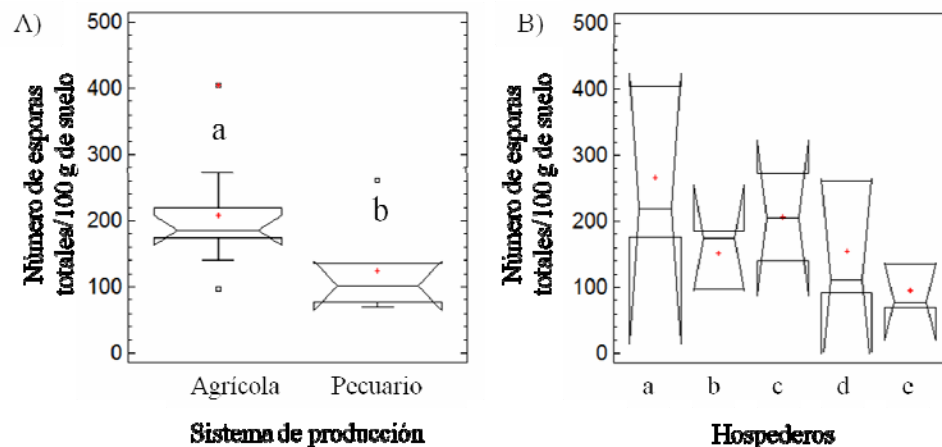 A)
Número de esporas
totales/100 g de suelo
500
400
300
200
100
0
a
b
Agrícola
Pecuario
Sistema de producción
B)
Número de esporas
totales/100 g de suelo
500
400
300
200
100
0
a
b
c
d
e
Hospederos